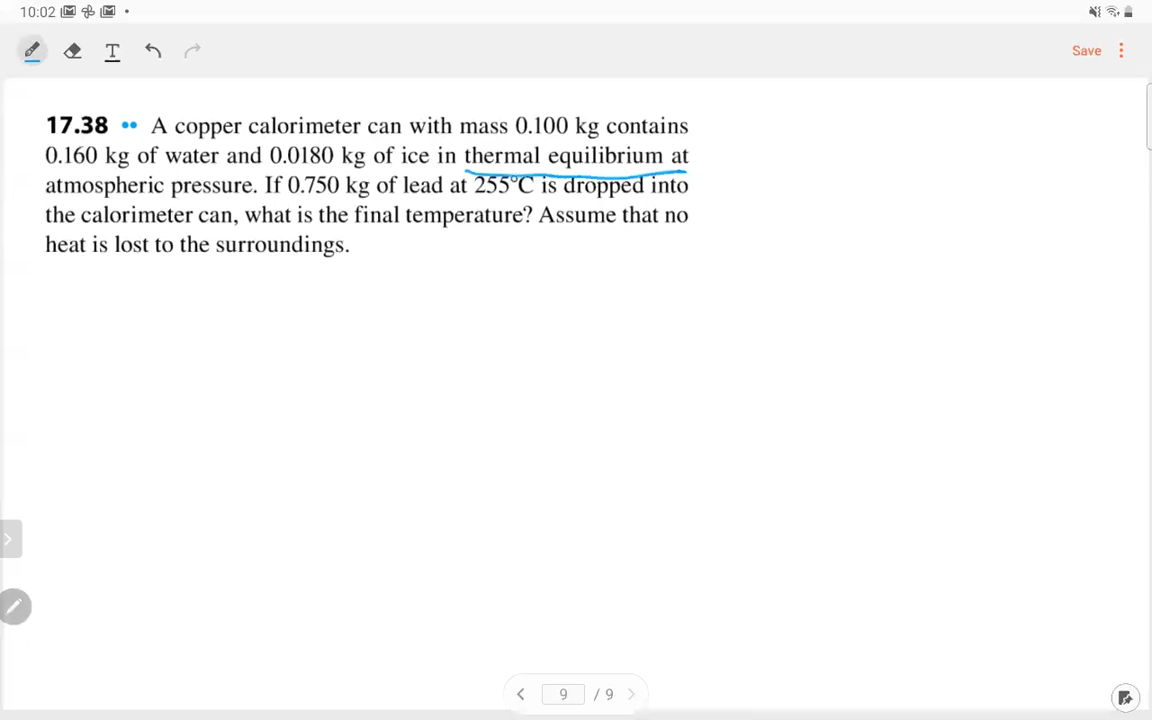 10:02
T
Save
17.38 •• A copper calorimeter can with mass 0.100 kg contains
0.160 kg of water and 0.0180 kg of ice in thermal equilibrium at
atmospheric pressure. If 0.750 kg of lead at 255°C is dropped into
the calorimeter can, what is the final temperature? Assume that no
heat is lost to the surroundings.
9 / 9